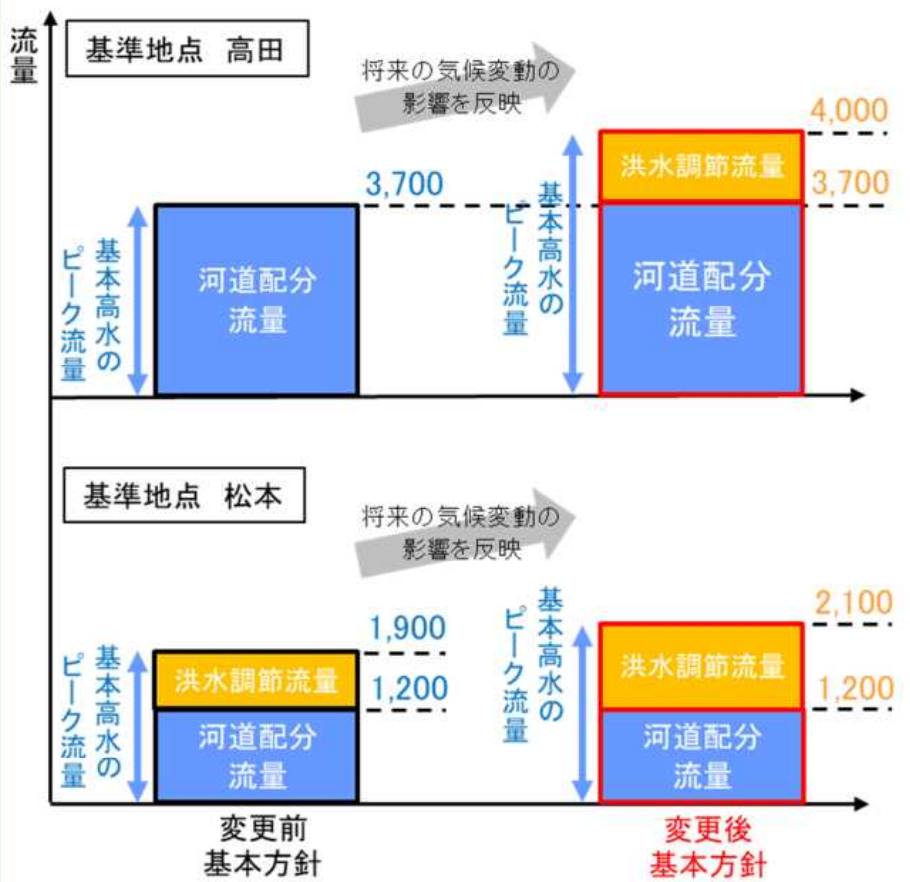 流量
基準地点 高田
将来の気候変動の
影響を反映
基本高水の
ピーク流量
3,700
河道配分
流量
基本高水の
ピーク流量
4,000
洪水調節流量
3,700
河道配分
流量
基準地点 松本
将来の気候変動の
影響を反映
基本高水の
ピーク流量
1,900
洪水調節流量
1,200
河道配分
流量
基本高水の
ピーク流量
2,100
洪水調節流量
1,200
河道配分
流量
変更前
基本方針
変更後
基本方針